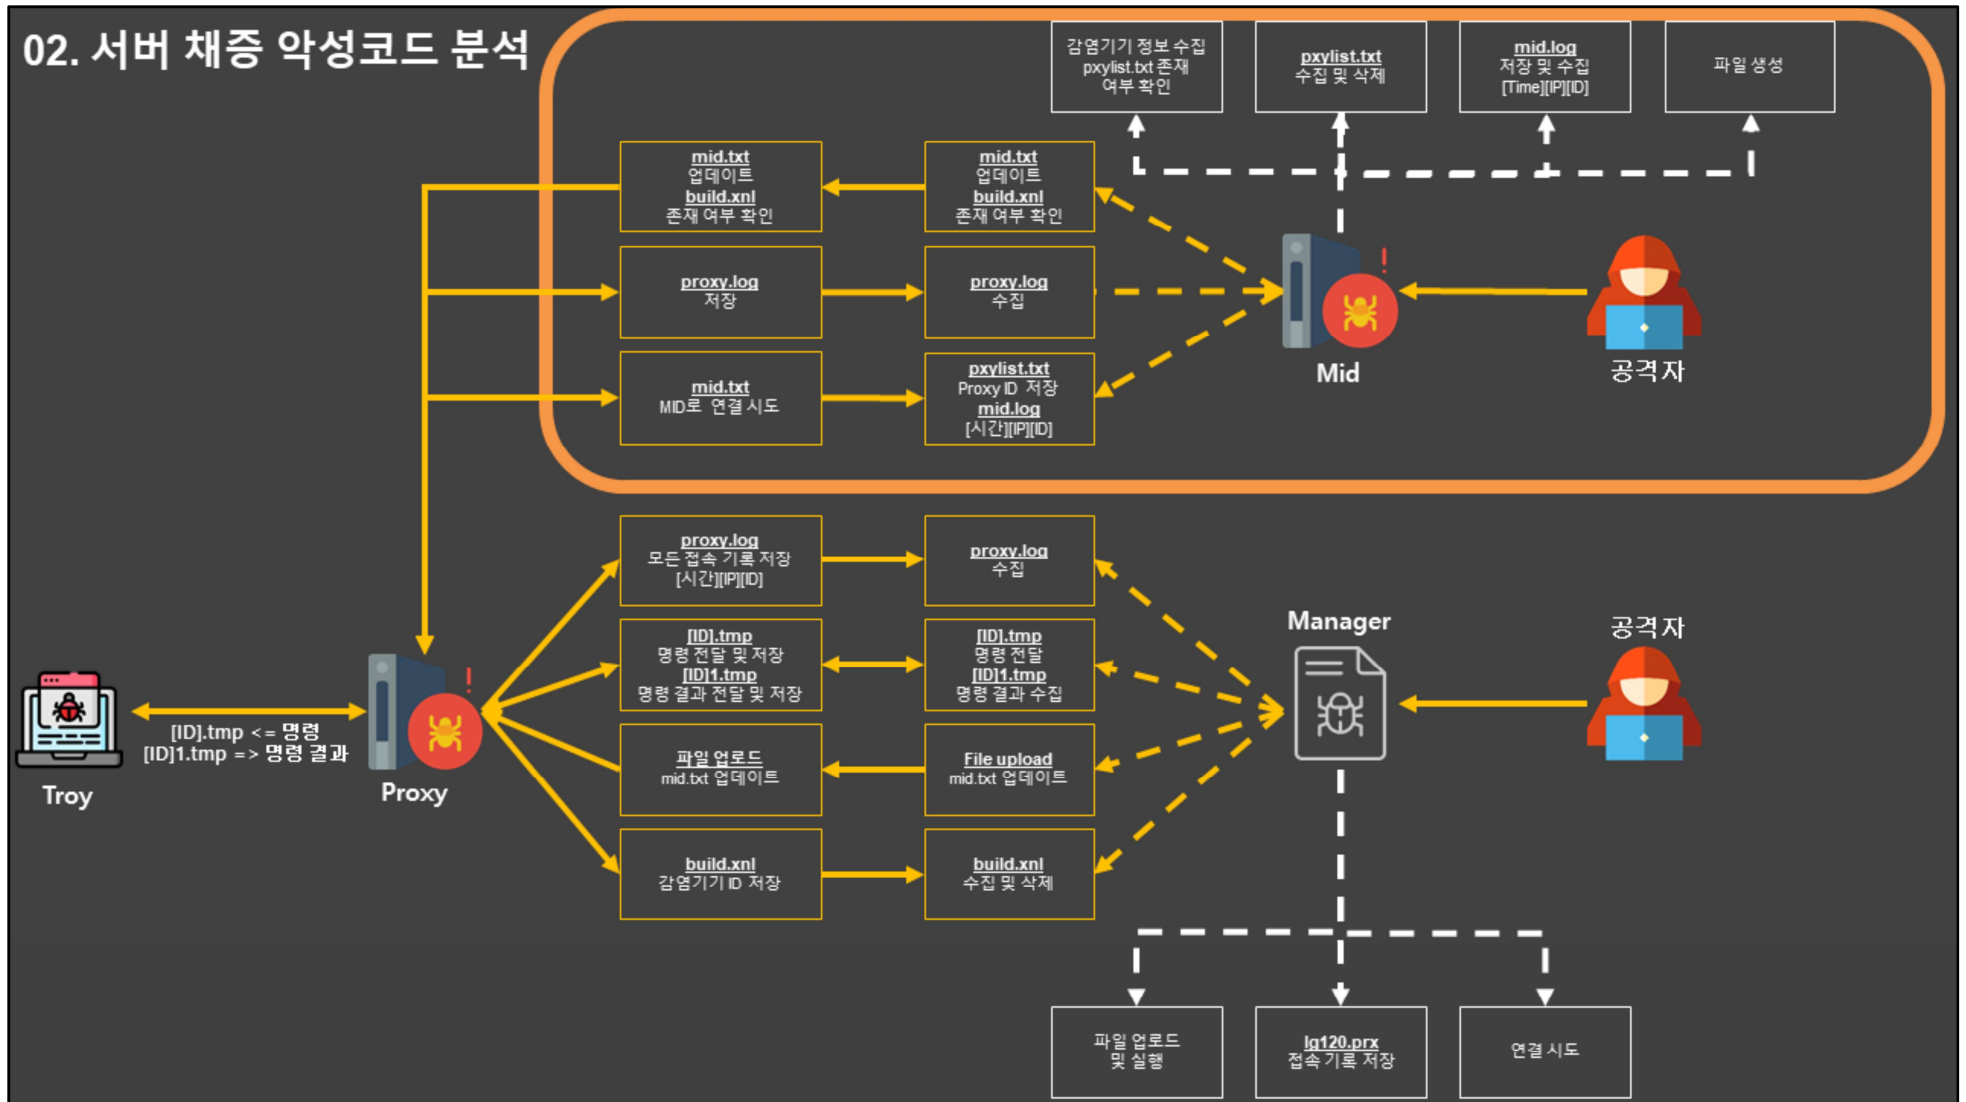 02. 서버 채증 악성코드 분석
감염기기 정보 수집
pxylist.txt 존재
여부 확인
pxylist.txt
수집 및 삭제
mid.log
저장 및 수집
[Time][IP][ID]
파일 생성
mid.txt
업데이트
build.xnl
존재 여부 확인
mid.txt
업데이트
build.xnl
존재 여부 확인
proxy.log
저장
proxy.log
수집
mid.txt
MID로 연결 시도
pxylist.txt
Proxy ID 저장
mid.log
[시간][IP][ID]
Mid
공격자
proxy.log
모든 접속 기록 저장
[시간][IP][ID]
proxy.log
수집
[ID].tmp
명령 전달 및 저장
[ID]1.tmp
명령 결과 전달 및 저장
[ID].tmp
명령 전달
[ID]1.tmp
명령 결과 수집
파일 업로드
mid.txt 업데이트
File upload
mid.txt 업데이트
build.xnl
감염기기 ID 저장
build.xnl
수집 및 삭제
Manager
공격자
[ID].tmp <= 명령
[ID]1.tmp => 명령 결과
Troy
Proxy
파일 업로드
및 실행
lg120.prx
접속 기록 저장
연결 시도